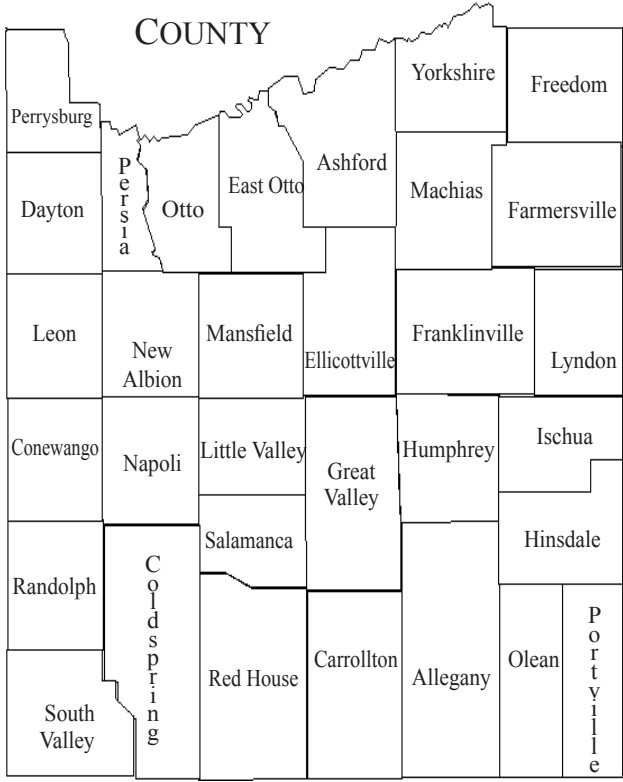 COUNTY
Yorkshire
Freedom
Perrysburg
Persia
Ashford
East Otto
Machias
Dayton
Otto
Farmersville
Leon
Mansfield
Franklinville
New
Albion
Ellicottville
Lyndon
Conewango
Napoli
Little Valley
Great
Valley
Humphrey
Ischua
Salamanca
Hinsdale
Randolph
Coldspring
Red House
Carrollton
Allegany
Olean
Portville
South
Valley